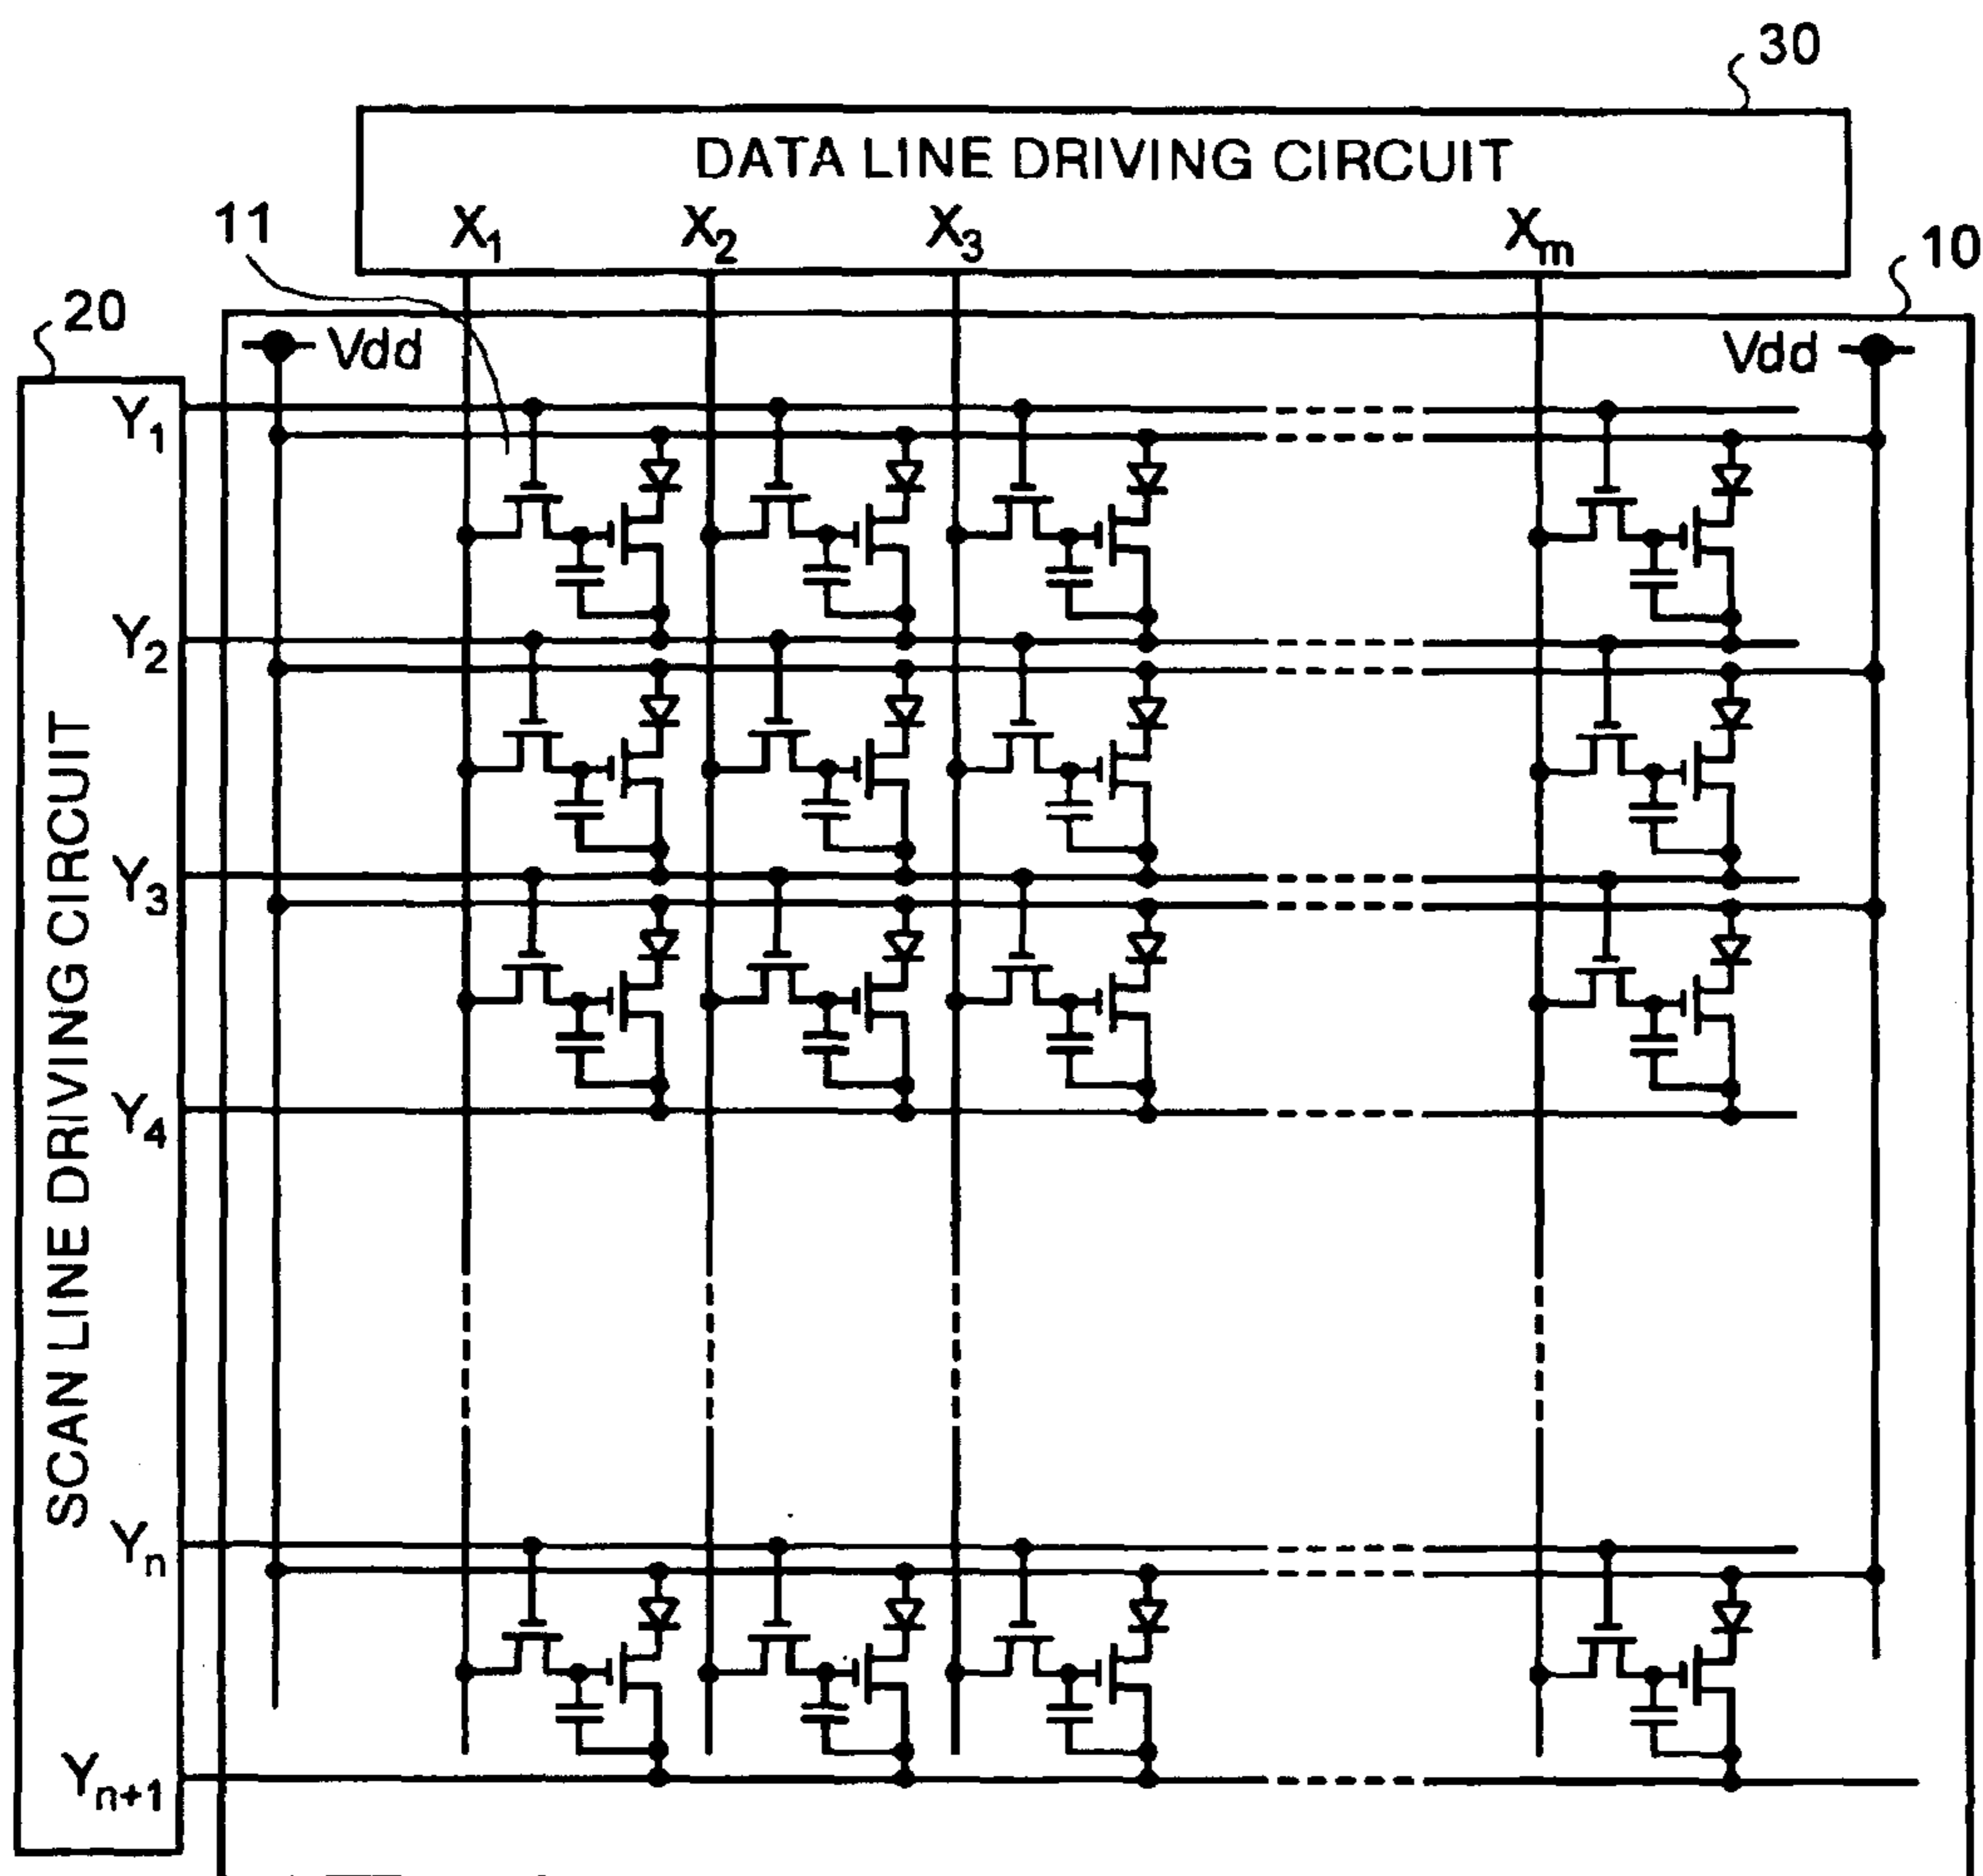 30
DATA LINE DRIVING CIRCUIT
11
X1
X2
X3
Xm
10
20
Vdd
Vdd
Y1
Y2
Y3
Y4
SCAN LINE DRIVING CIRCUIT
Yn
Yn+1